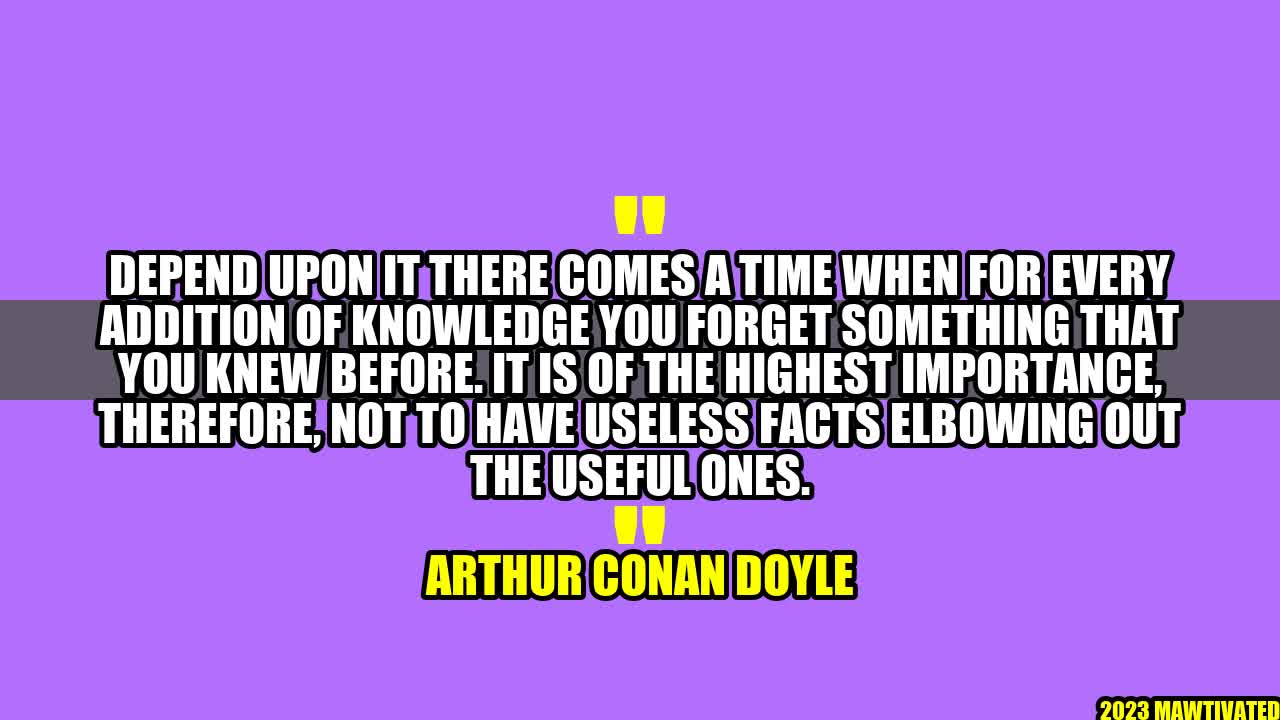 "
DEPEND UPON IT THERE COMES A TIME WHEN FOR EVERY
ADDITION OF KNOWLEDGE YOU FORGET SOMETHING THAT
YOU KNEW BEFORE. IT IS OF THE HIGHEST IMPORTANCE,
THEREFORE, NOT TO HAVE USELESS FACTS ELBOWING OUT
THE USEFUL ONES.
"
ARTHUR CONAN DOYLE
2023 MAWTIVATED